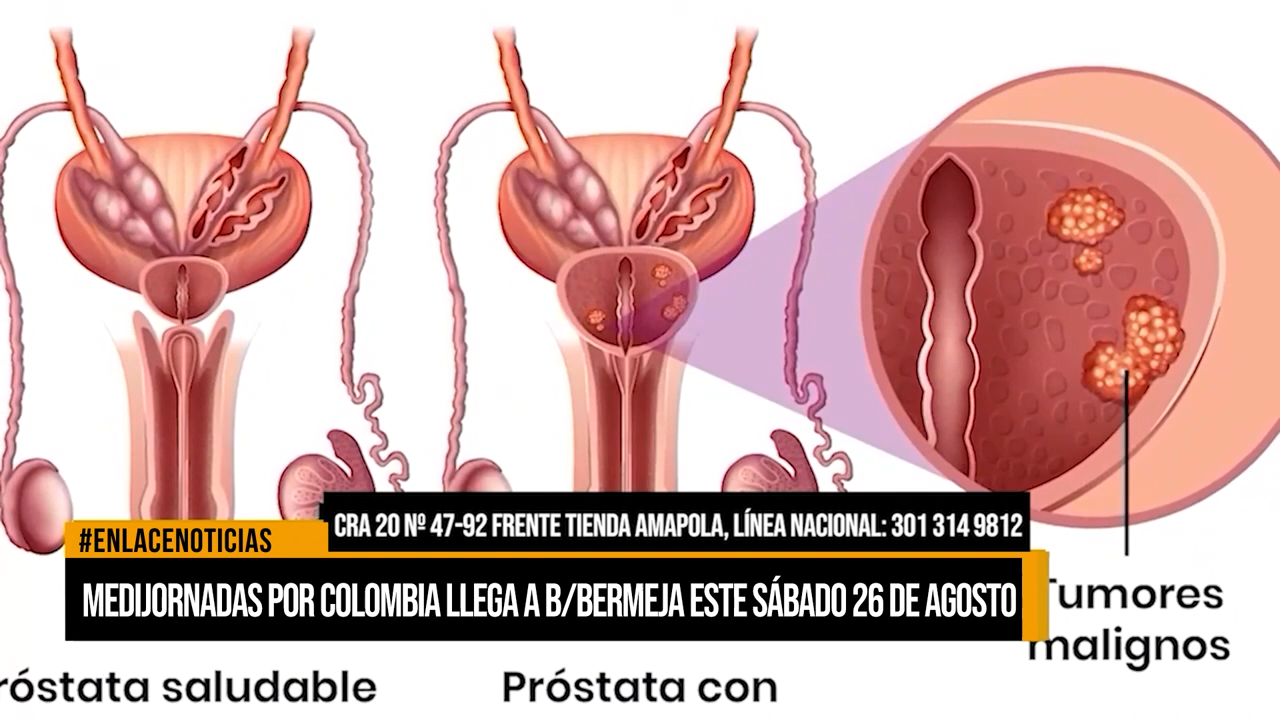 CRA 20 Nº 47-92 FRENTE TIENDA AMAPOLA, LÍNEA NACIONAL: 301 314 9812
#ENLACENOTICIAS
MEDIJORNADAS POR COLOMBIA LLEGA A B/BERMEJA ESTE SÁBADO 26 DE AGOSTO
Tumores
malignos
róstata saludable
Próstata con